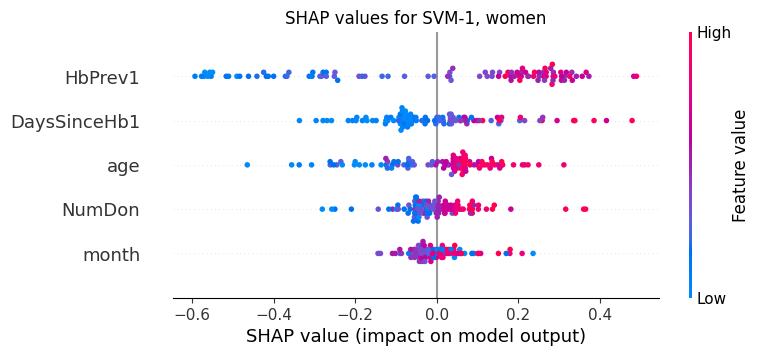 SHAP values for SVM-1, women
High
HbPrev1
DaysSinceHb1
age
NumDon
month
Feature value
Low
−0.6 −0.4 −0.2 0.0 0.2 0.4
SHAP value (impact on model output)